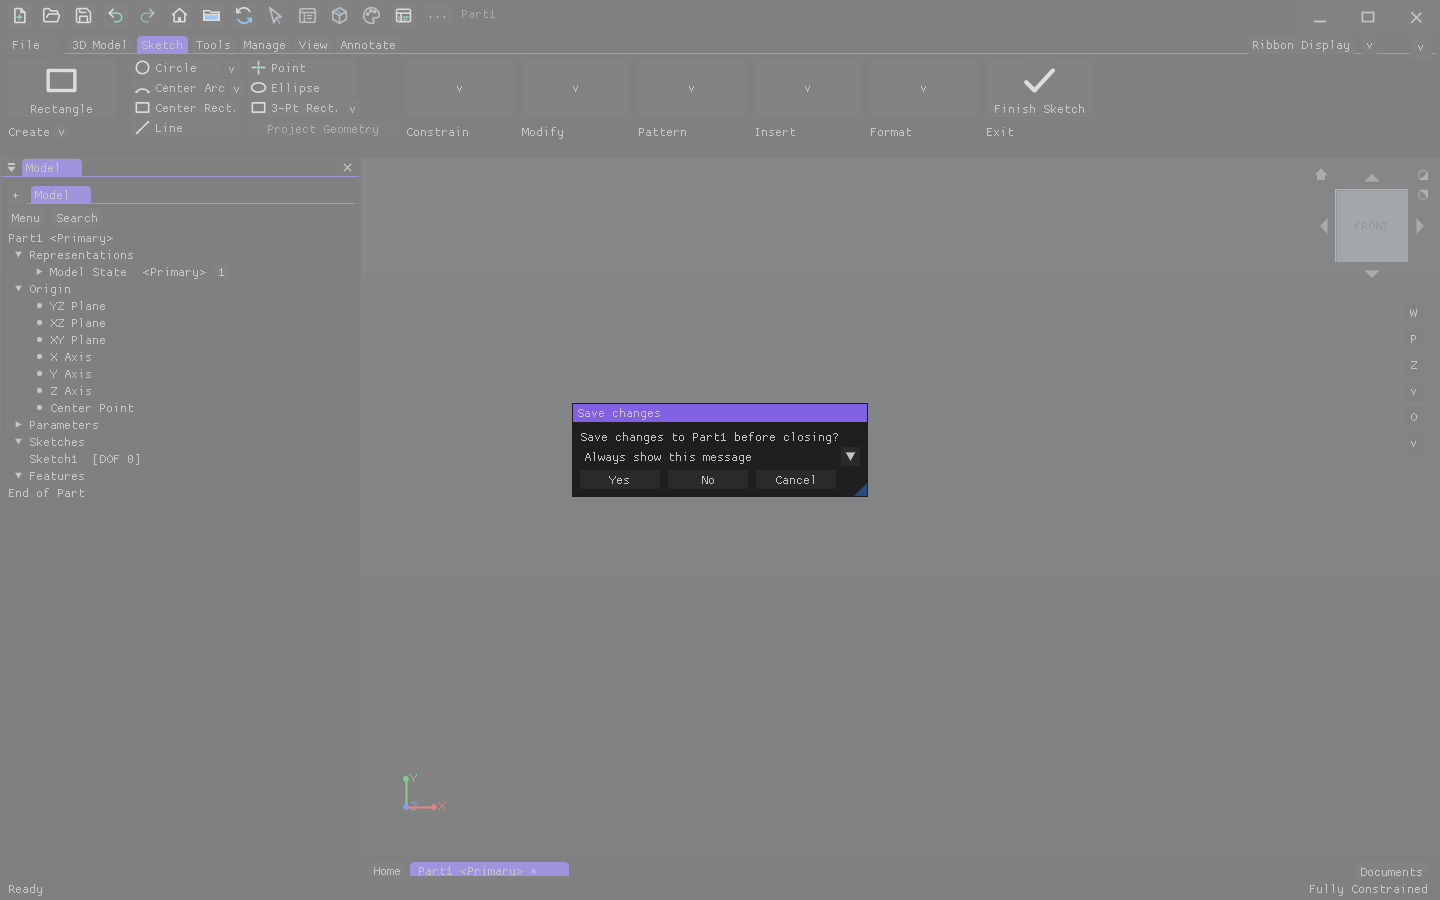 ... Part1
File 3D Model Sketch Tools Manage View Annotate Ribbon Display v v
Rectangle
Circle v Point
Center Arc v Ellipse
Center Rect. 3-Pt Rect. v
Line Project Geometry
Create v
v v v v v
Finish Sketch
Constrain Modify Pattern Insert Format Exit
Model
+ Model
Menu Search
Part1 <Primary>
Representations
Model State <Primary> 1
Origin
YZ Plane
XZ Plane
XY Plane
X Axis
Y Axis
Z Axis
Center Point
Parameters
Sketches
Sketch1 [DOF 0]
Features
End of Part
FRONT
W
P
Z
v
O
v
Save changes
Save changes to Part1 before closing?
Always show this message
Yes No Cancel
Y
Z X
Home Part1 <Primary> * Documents
Ready Fully Constrained